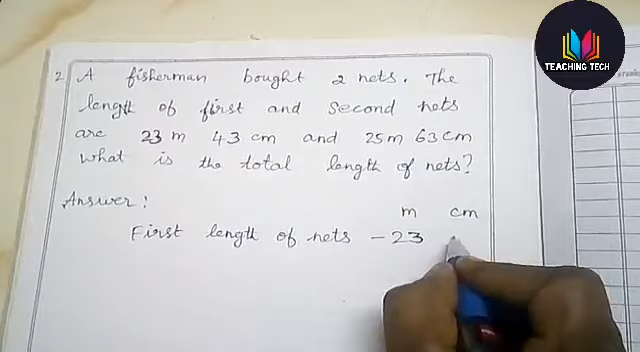 TEACHING TECH
2. A fisherman bought 2 nets. The
length of first and second nets
are 23 m 43 cm and 25m 63 cm
What is the total length of nets?
Answer:
m cm
First length of nets - 23